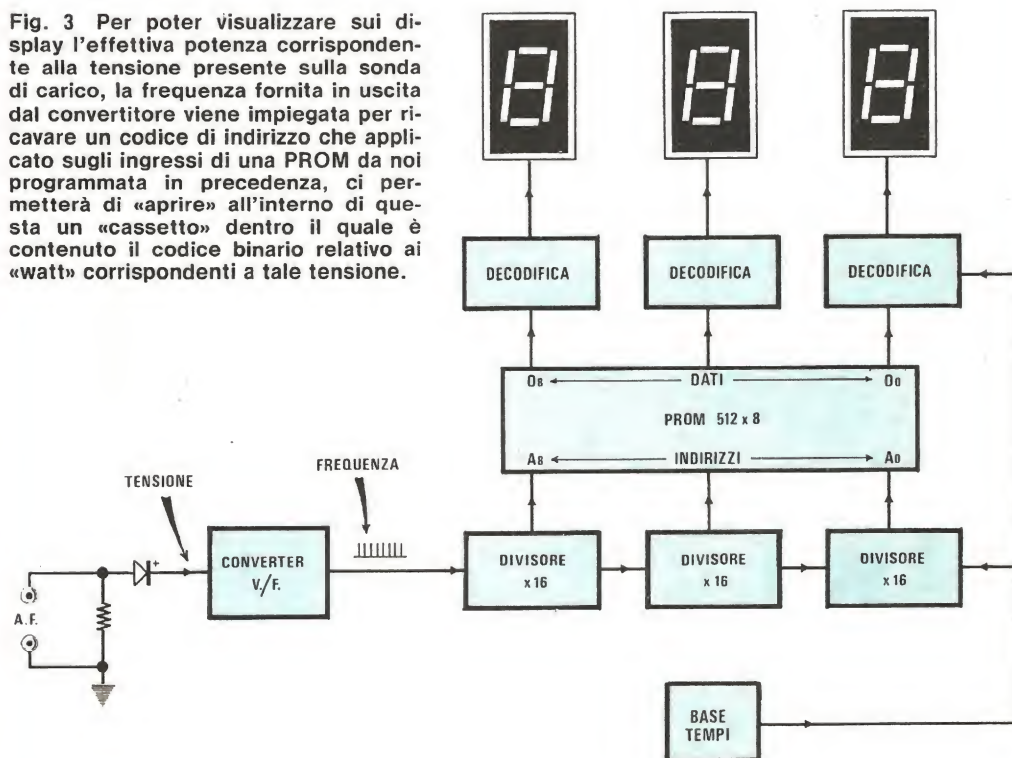 Fig. 3 Per poter visualizzare sui di-
splay l'effettiva potenza corrisponden-
te alla tensione presente sulla sonda
di carico, la frequenza fornita in uscita
dal convertitore viene impiegata per ri-
cavare un codice di indirizzo che appli-
cato sugli ingressi di una PROM da noi
programmata in precedenza, ci per-
metterà di «aprire» all'interno di que-
sta un «cassetto» dentro il quale è
contenuto il codice binario relativo ai
«watt» corrispondenti a tale tensione.
8 8 8
DECODIFICA DECODIFICA DECODIFICA
O8 DATI O0
PROM 512 x 8
A8 INDIRIZZI A0
TENSIONE
FREQUENZA
+
A.F.
CONVERTER
V./F.
DIVISORE
x 16
DIVISORE
x 16
DIVISORE
x 16
BASE
TEMPI